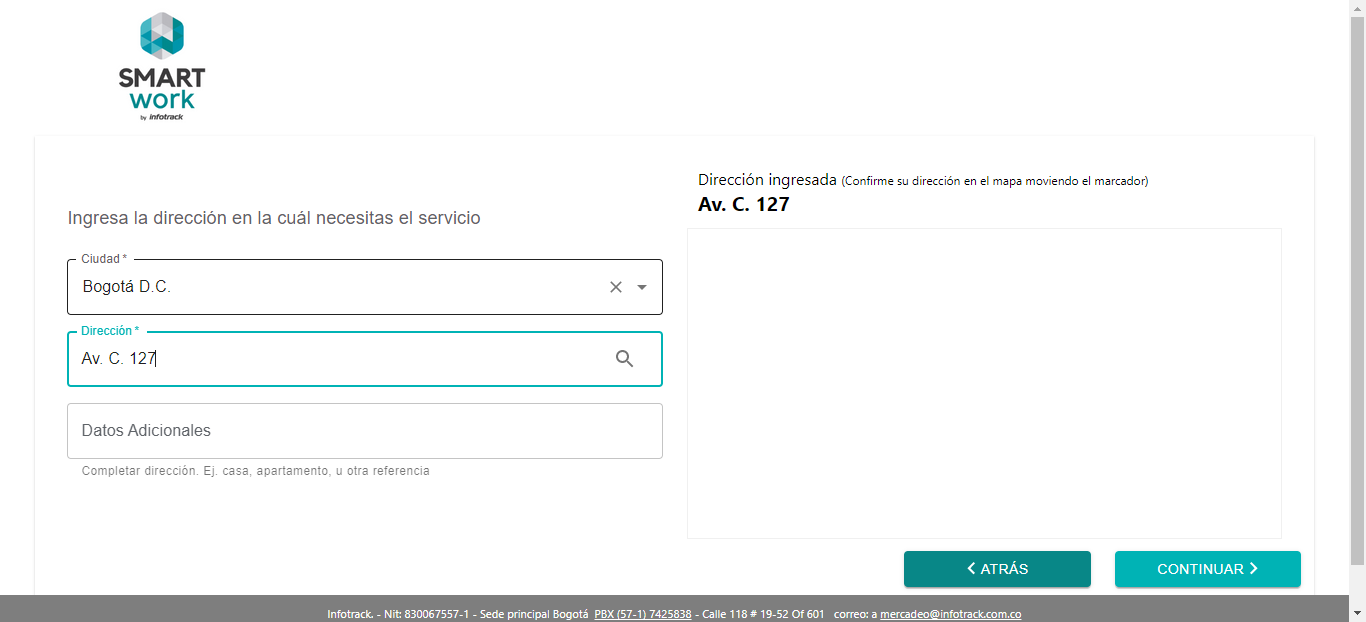 SMART
work
by infotrack
Ingresa la dirección en la cuál necesitas el servicio
Ciudad *
Bogotá D.C.
Dirección *
Av. C. 127
Datos Adicionales
Completar dirección. Ej. casa, apartamento, u otra referencia
Dirección ingresada (Confirme su dirección en el mapa moviendo el marcador)
Av. C. 127
ATRÁS
CONTINUAR
Infotrack. - Nit: 830067557-1 - Sede principal Bogotá PBX (57-1) 7425838 - Calle 118 # 19-52 Of 601 correo: a mercadeo@infotrack.com.co